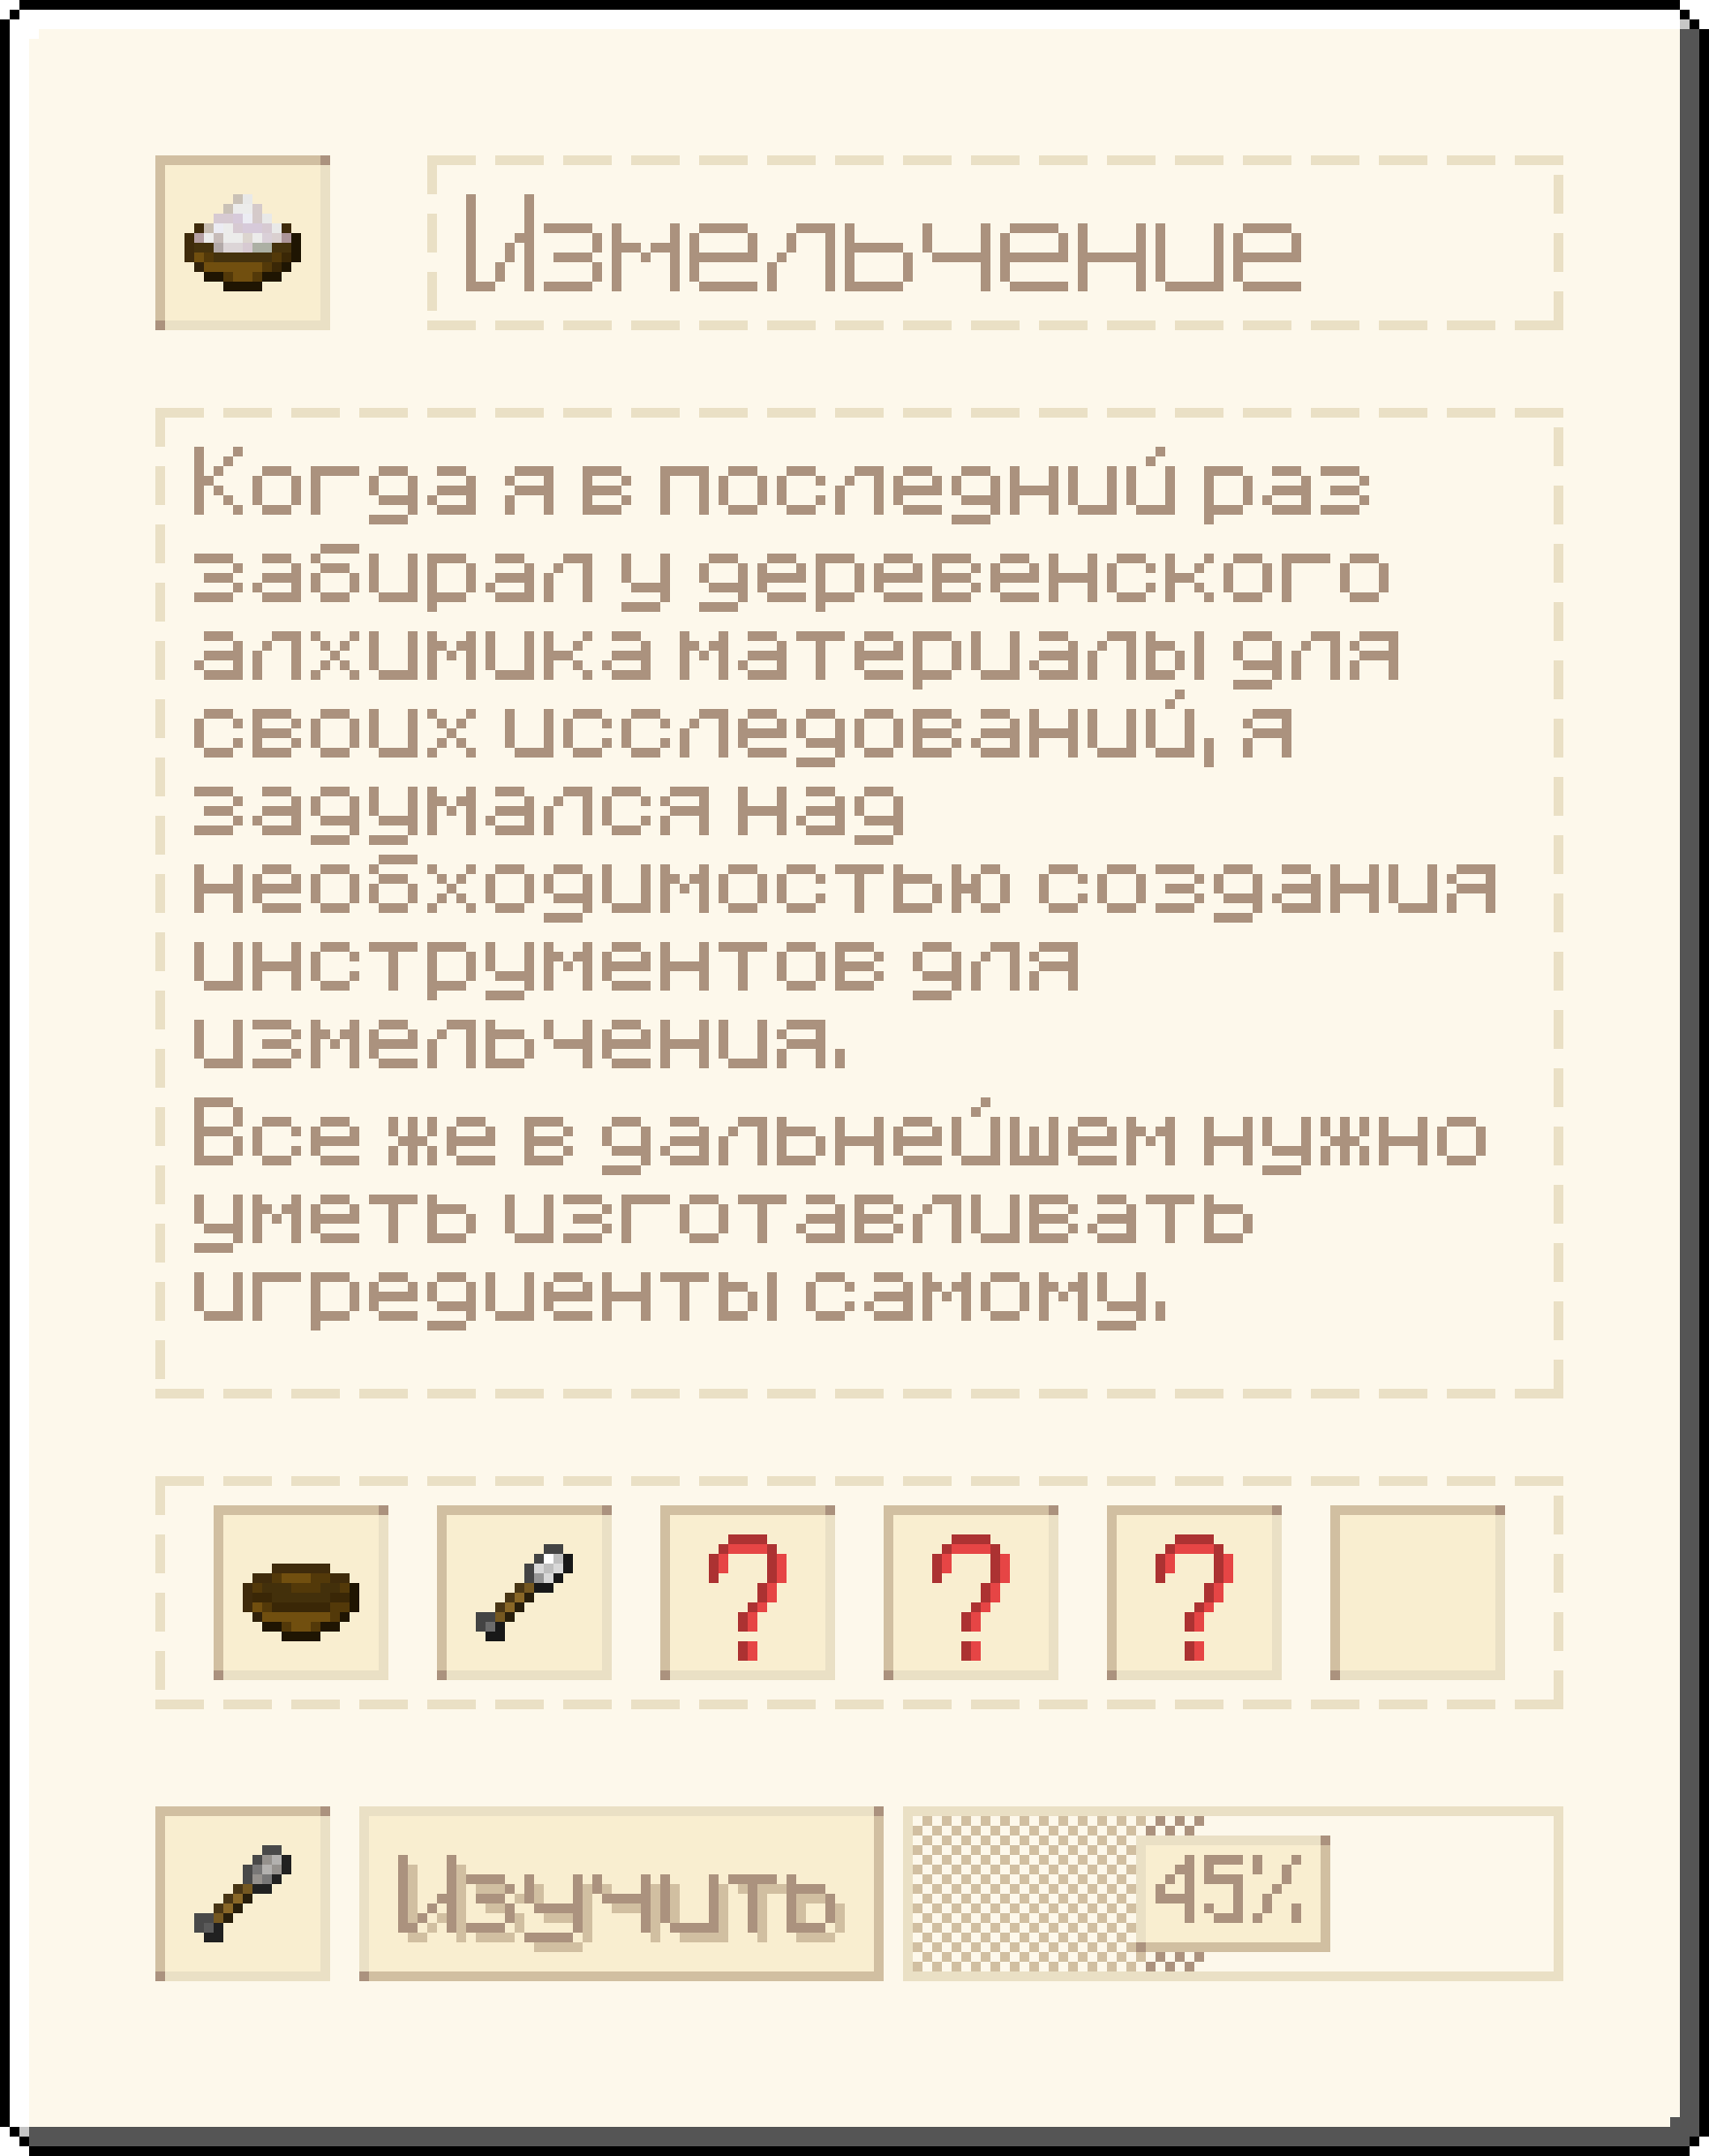 Измельчение
Когда я в последний раз
забирал у деревенского
алхимика материалы для
своих исследований, я
задумался над
необходимостью создания
инструментов для
измельчения.
Все же в дальнейшем нужно
уметь изготавливать
игредиенты самому.
? ? ?
Изучить 45%